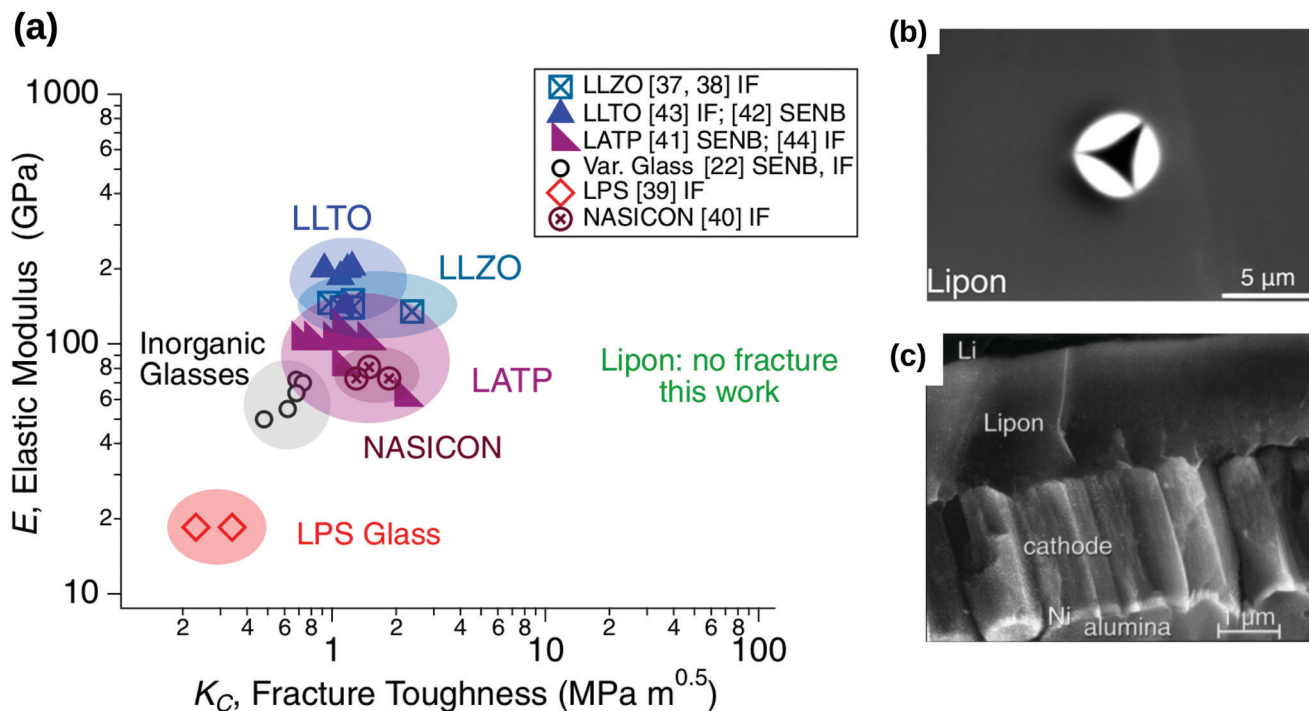 (a)
E, Elastic Modulus (GPa)
1000
8
6
4
2
100
8
6
4
2
10
LLZO [37, 38] IF
LLTO [43] IF; [42] SENB
LATP [41] SENB; [44] IF
Var. Glass [22] SENB, IF
LPS [39] IF
NASICON [40] IF
LLTO
LLZO
Inorganic
Glasses
LATP
NASICON
LPS Glass
Lipon: no fracture
this work
2 4 6 8 1 2 4 6 8 10 2 4 6 8 100
K_C, Fracture Toughness (MPa m^0.5)
(b)
Lipon
5 µm
(c)
Li
Lipon
cathode
Ni
alumina
1 µm